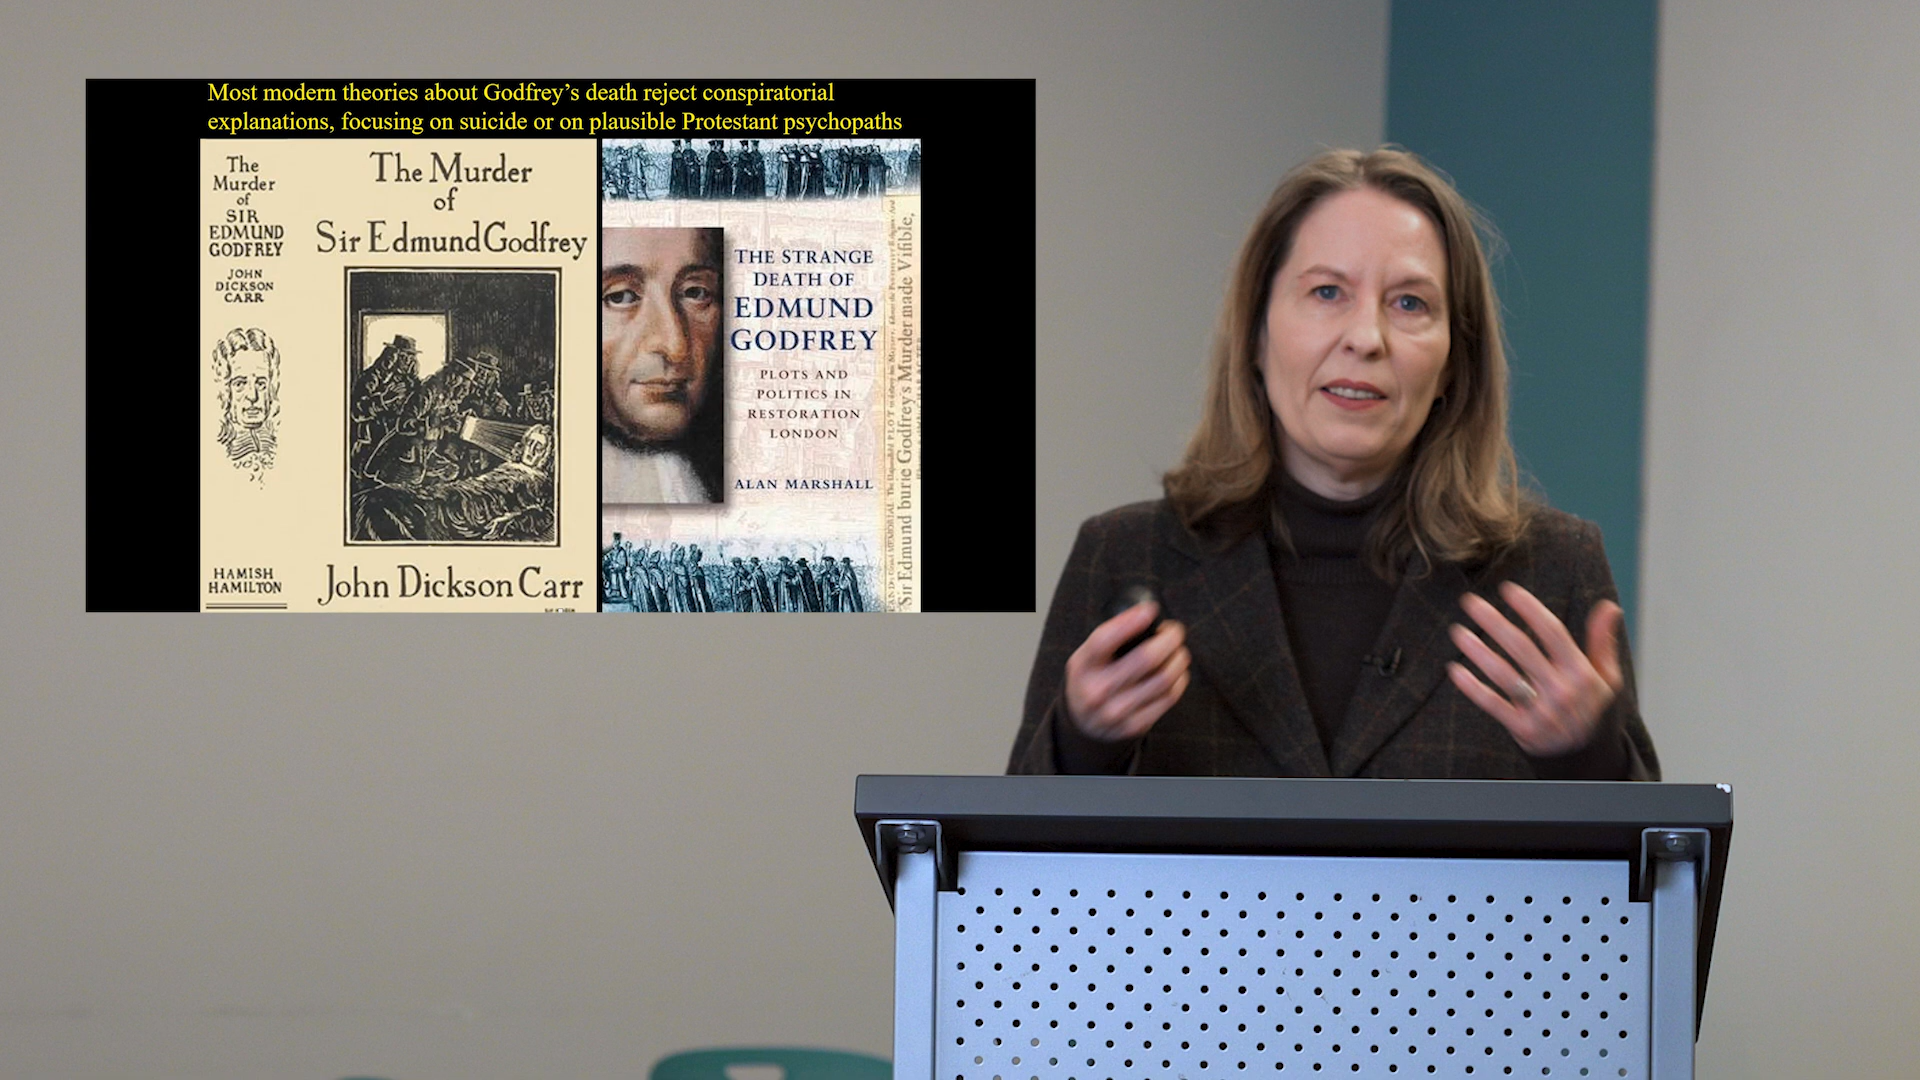 Most modern theories about Godfrey’s death reject conspiratorial
explanations, focusing on suicide or on plausible Protestant psychopaths
The
Murder
of
SIR
EDMUND
GODFREY
JOHN
DICKSON
CARR
HAMISH
HAMILTON
The Murder
of
Sir Edmund Godfrey
John Dickson Carr
THE STRANGE
DEATH OF
EDMUND
GODFREY
PLOTS AND
POLITICS IN
RESTORATION
LONDON
ALAN MARSHALL
Sir Edmund burie Godfrey's Murder made Visible,